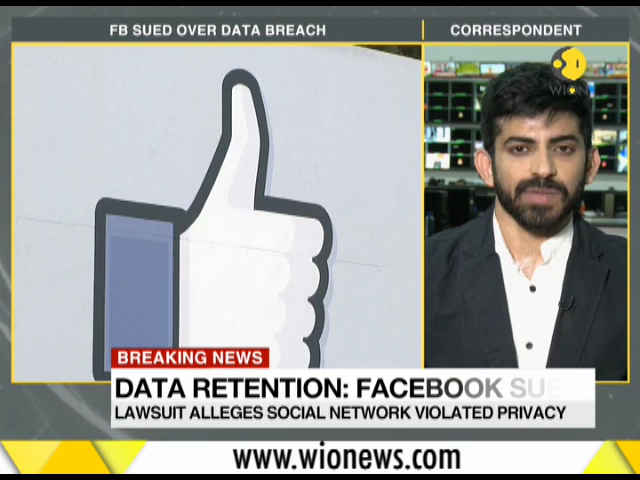 FB SUED OVER DATA BREACH
CORRESPONDENT
WION
BREAKING NEWS
DATA RETENTION: FACEBOOK SUE
LAWSUIT ALLEGES SOCIAL NETWORK VIOLATED PRIVACY
www.wionews.com